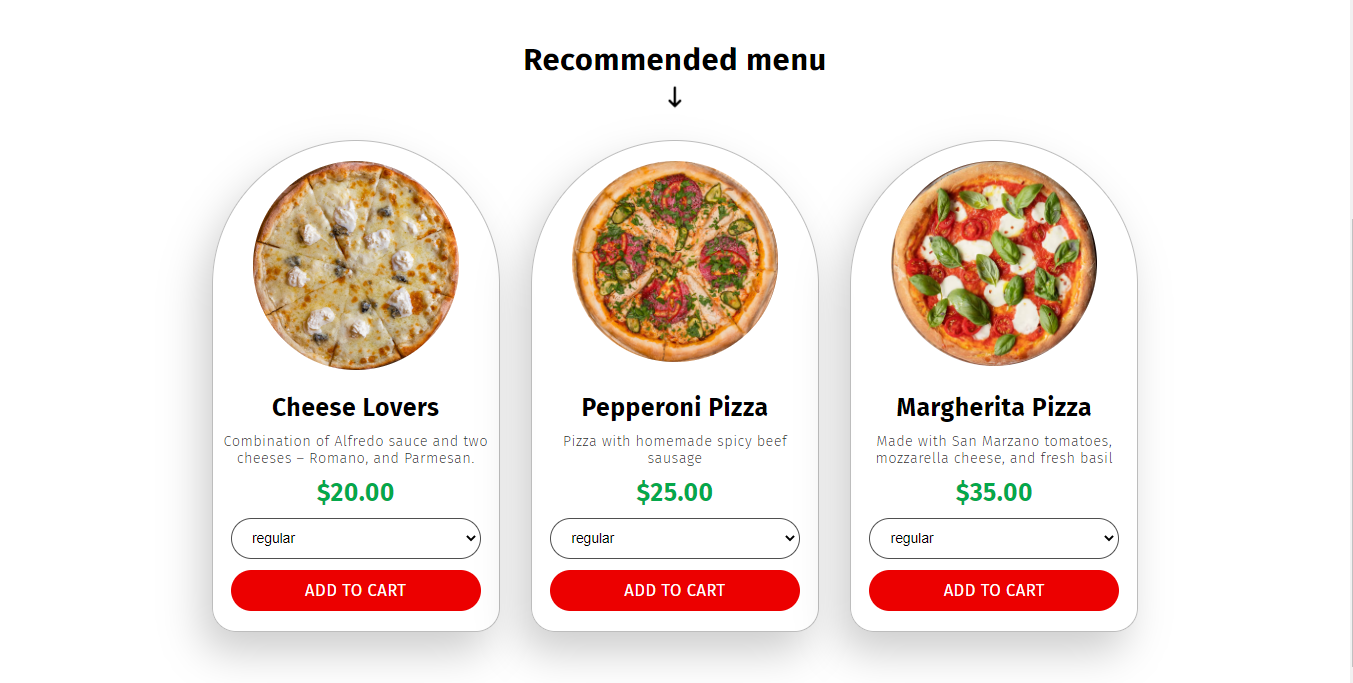 Recommended menu
Cheese Lovers
Combination of Alfredo sauce and two
cheeses – Romano, and Parmesan.
$20.00
regular
ADD TO CART
Pepperoni Pizza
Pizza with homemade spicy beef
sausage
$25.00
regular
ADD TO CART
Margherita Pizza
Made with San Marzano tomatoes,
mozzarella cheese, and fresh basil
$35.00
regular
ADD TO CART